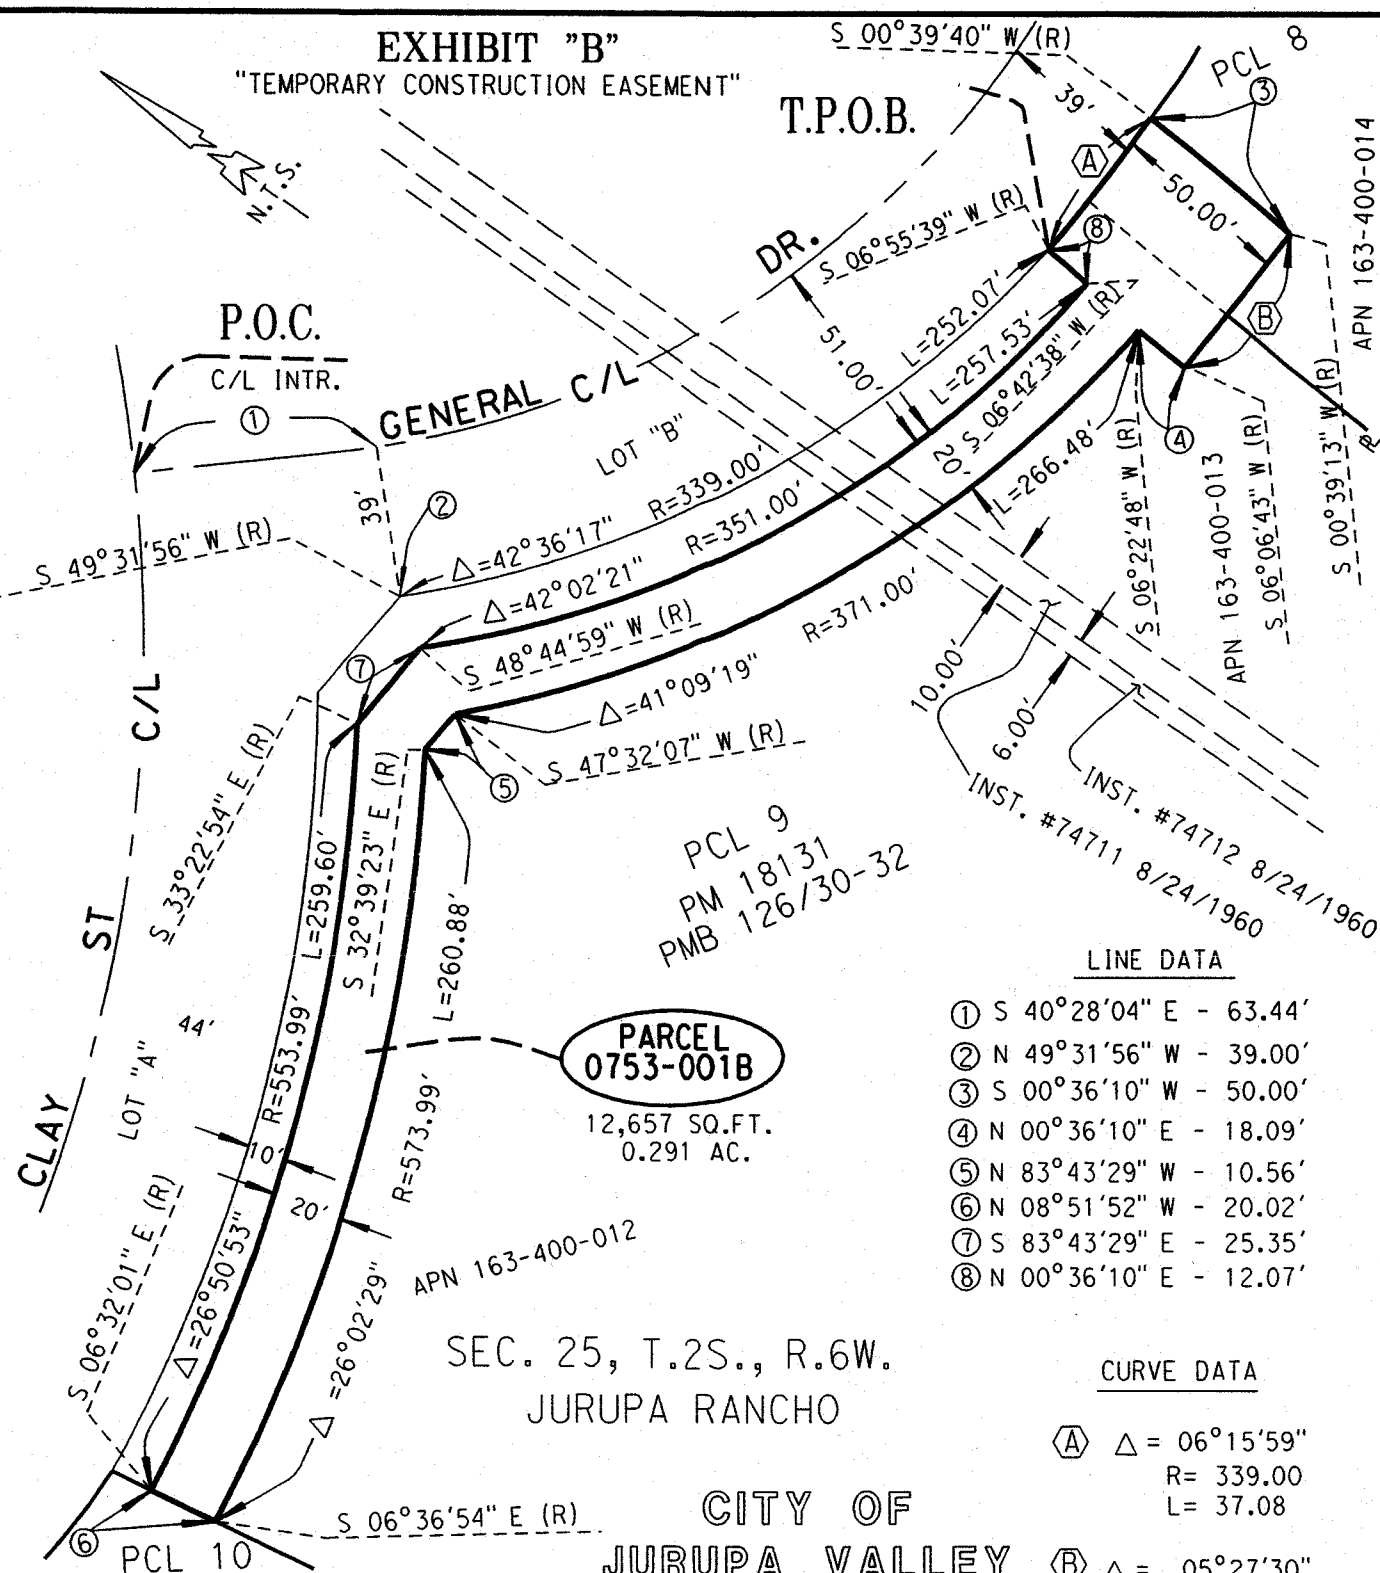 EXHIBIT "B"
"TEMPORARY CONSTRUCTION EASEMENT"
S 00°39'40" W (R)
PCL 8
③
39'
T.P.O.B.
N.T.S.
Ⓐ
50.00'
APN 163-400-014
S 06°55'39" W (R)
⑧
DR.
P.O.C.
C/L INTR.
①
GENERAL C/L
51.00'
L=252.07'
L=257.53'
S 06°42'38" W (R)
Ⓑ
LOT "B"
20'
L=266.48'
④
39'
②
R=339.00'
R=351.00'
S 49°31'56" W (R)
Δ=42°36'17"
Δ=42°02'21"
S 06°22'48" W (R)
APN 163-400-013
S 06°06'43" W (R)
S 00°39'13" W (R)
R=371.00'
S 48°44'59" W (R)
⑦
Δ=41°09'19"
10.00'
6.00'
C/L
S 33°22'54" E (R)
S 47°32'07" W (R)
⑤
INST. #74712 8/24/1960
INST. #74711 8/24/1960
L=259.60'
S 32°39'23" E (R)
L=260.88'
PCL 9
PM 18131
PMB 126/30-32
ST
LINE DATA
① S 40°28'04" E - 63.44'
② N 49°31'56" W - 39.00'
③ S 00°36'10" W - 50.00'
④ N 00°36'10" E - 18.09'
⑤ N 83°43'29" W - 10.56'
⑥ N 08°51'52" W - 20.02'
⑦ S 83°43'29" E - 25.35'
⑧ N 00°36'10" E - 12.07'
44'
LOT "A"
R=553.99'
PARCEL
0753-001B
12,657 SQ.FT.
0.291 AC.
CLAY
10'
20'
R=573.99'
APN 163-400-012
S 06°32'01" E (R)
Δ=26°50'53"
Δ =26°02'29"
SEC. 25, T.2S., R.6W.
JURUPA RANCHO
CURVE DATA
Ⓐ Δ = 06°15'59"
R= 339.00
L= 37.08
S 06°36'54" E (R)
⑥
PCL 10
CITY OF
JURUPA VALLEY
Ⓑ Δ = 05°27'30"